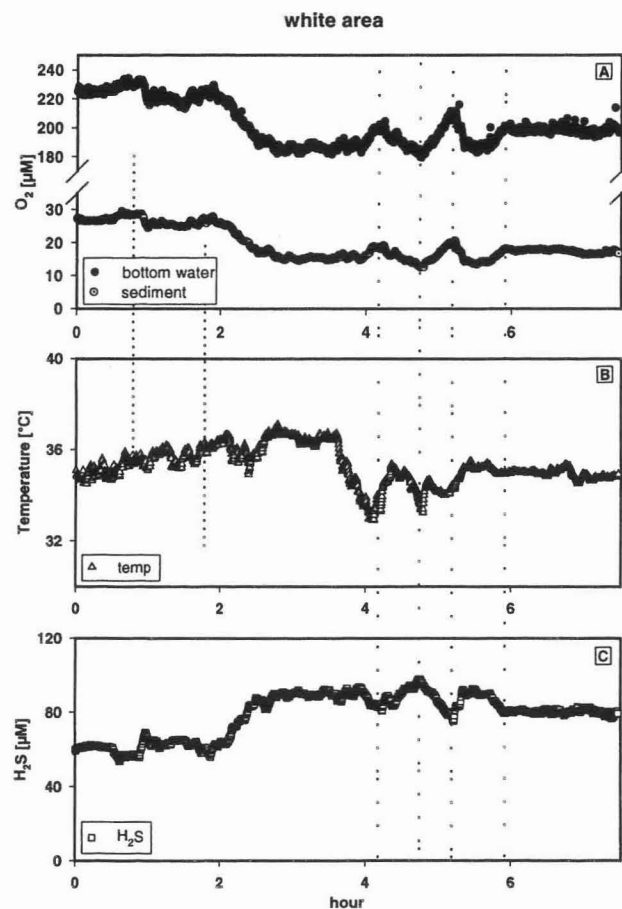 white area
A
240
220
200
180
O₂ [µM]
30
20
10
0
bottom water
sediment
0 2 4 6
B
40
36
32
Temperature [°C]
temp
0 2 4 6
C
120
80
40
0
H₂S [µM]
H₂S
0 2 4 6
hour